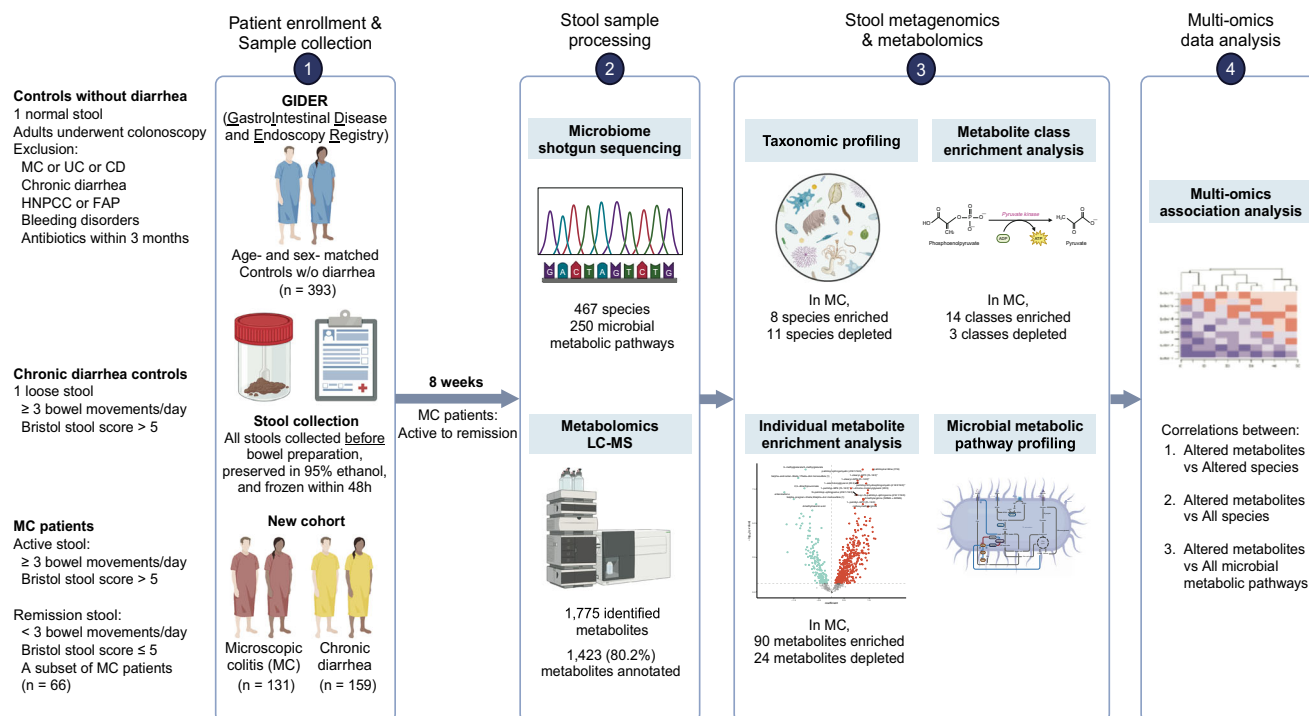 Patient enrollment &
Sample collection
1
Controls without diarrhea
1 normal stool
Adults underwent colonoscopy
Exclusion:
MC or UC or CD
Chronic diarrhea
HNPCC or FAP
Bleeding disorders
Antibiotics within 3 months
Chronic diarrhea controls
1 loose stool
≥ 3 bowel movements/day
Bristol stool score > 5
MC patients
Active stool:
≥ 3 bowel movements/day
Bristol stool score > 5
Remission stool:
< 3 bowel movements/day
Bristol stool score ≤ 5
A subset of MC patients
(n = 66)
GIDER
(GastroIntestinal Disease
and Endoscopy Registry)
Age- and sex- matched
Controls w/o diarrhea
(n = 393)
Stool collection
All stools collected before
bowel preparation,
preserved in 95% ethanol,
and frozen within 48h
New cohort
Microscopic
colitis (MC)
(n = 131)
Chronic
diarrhea
(n = 159)
8 weeks
MC patients:
Active to remission
Stool sample
processing
2
Microbiome
shotgun sequencing
G A C T A G T C T G
467 species
250 microbial
metabolic pathways
Metabolomics
LC-MS
1,775 identified
metabolites
1,423 (80.2%)
metabolites annotated
Stool metagenomics
& metabolomics
3
Taxonomic profiling
In MC,
8 species enriched
11 species depleted
Metabolite class
enrichment analysis
Pyruvate kinase
Phosphoenolpyruvate
ADP
ATP
Pyruvate
In MC,
14 classes enriched
3 classes depleted
Individual metabolite
enrichment analysis
In MC,
90 metabolites enriched
24 metabolites depleted
Microbial metabolic
pathway profiling
Multi-omics
data analysis
4
Multi-omics
association analysis
Correlations between:
1. Altered metabolites
vs Altered species
2. Altered metabolites
vs All species
3. Altered metabolites
vs All microbial
metabolic pathways